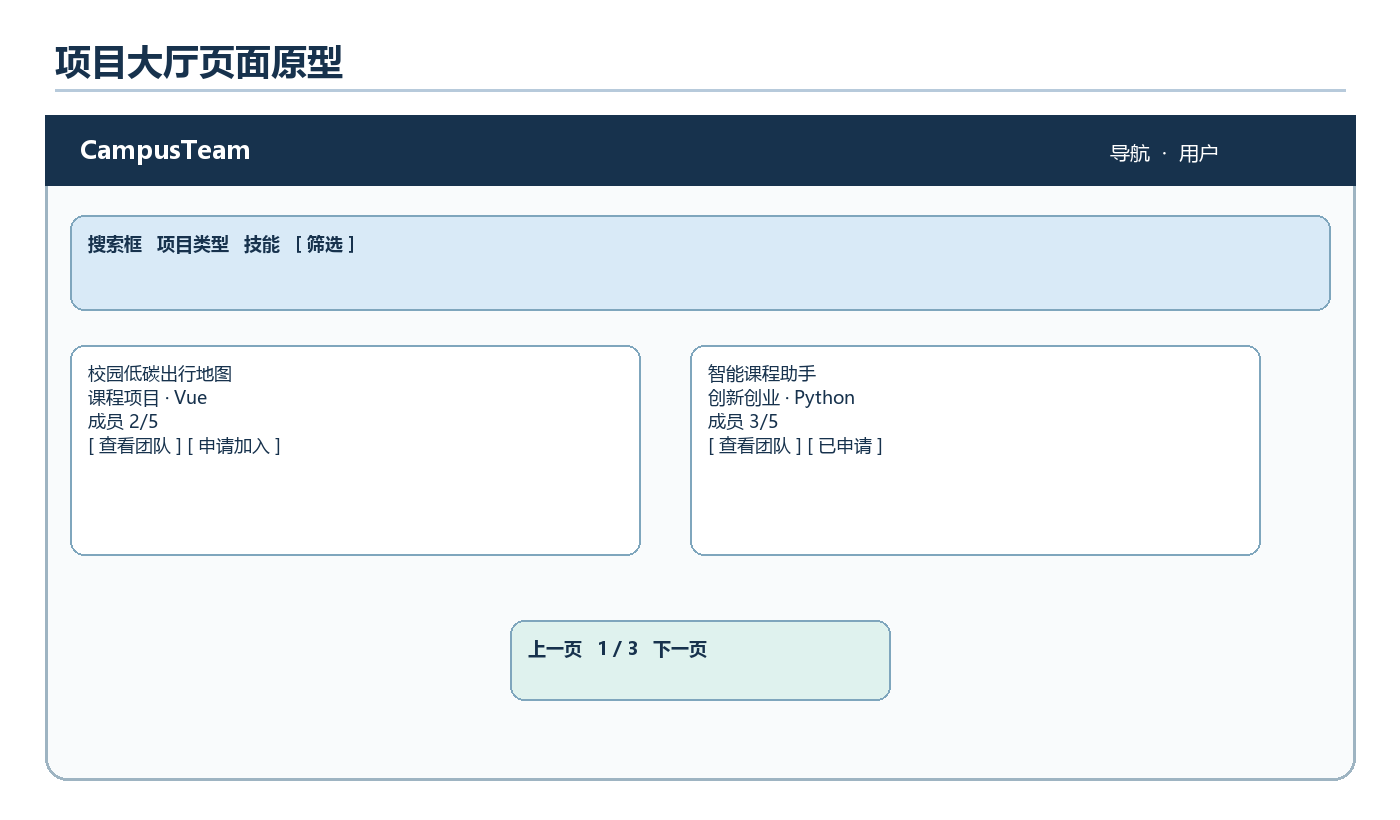 项目大厅页面原型
CampusTeam
导航 · 用户
搜索框 项目类型 技能 [ 筛选 ]
校园低碳出行地图
课程项目 · Vue
成员 2/5
[ 查看团队 ] [ 申请加入 ]
智能课程助手
创新创业 · Python
成员 3/5
[ 查看团队 ] [ 已申请 ]
上一页 1 / 3 下一页